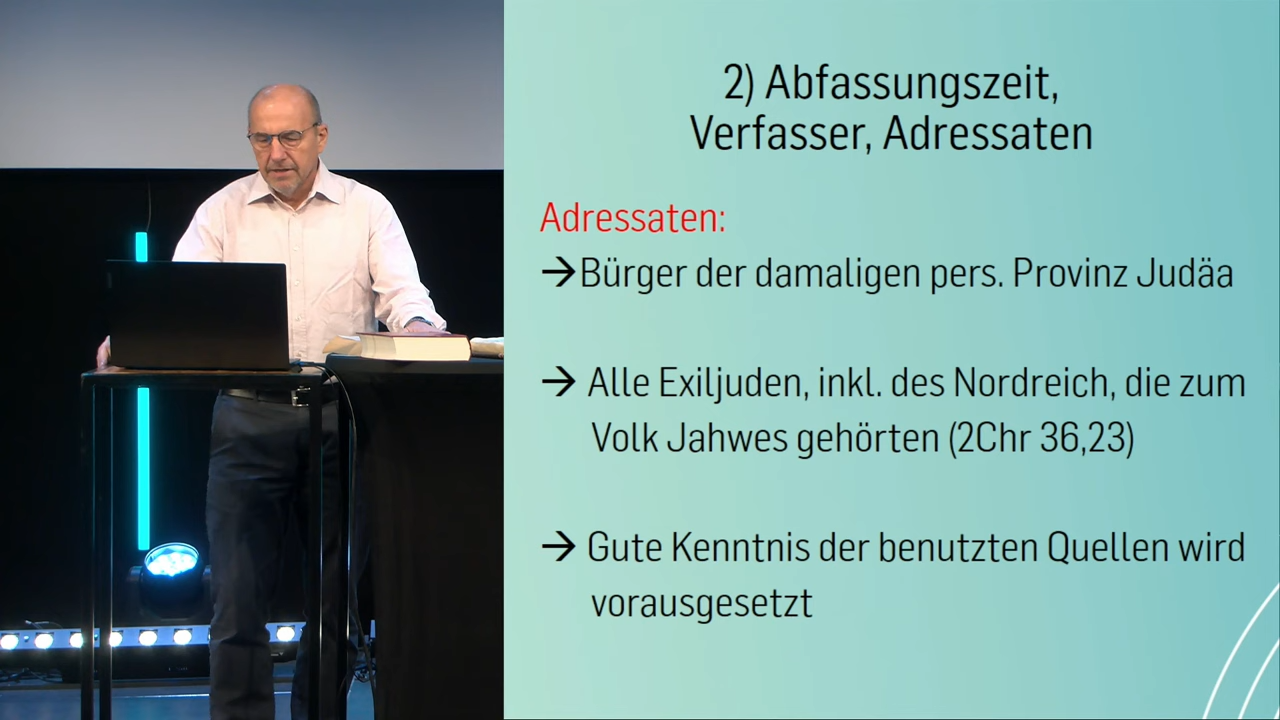 2) Abfassungszeit,
Verfasser, Adressaten
Adressaten:
→Bürger der damaligen pers. Provinz Judäa
→ Alle Exiljuden, inkl. des Nordreich, die zum
Volk Jahwes gehörten (2Chr 36,23)
→ Gute Kenntnis der benutzten Quellen wird
vorausgesetzt